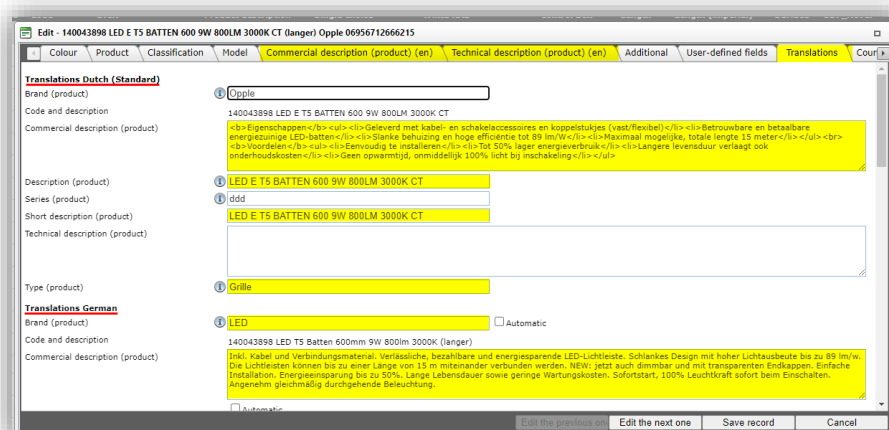 Edit - 140043898 LED E T5 BATTEN 600 9W 800LM 3000K CT (langer) Opple 06956712666215
Colour Product Classification Model Commercial description (product) (en) Technical description (product) (en) Additional User-defined fields Translations Cour
Translations Dutch (Standard)
Brand (product) Opple
Code and description 140043898 LED E T5 BATTEN 600 9W 800LM 3000K CT
Commercial description (product) <b>Eigenschappen</b><ul><li>Geleverd met kabel- en schakelaccessoires en koppelstukjes (vast/flexibel)</li><li>Betrouwbare en betaalbare
energiezuinige LED-batten</li><li>Slanke behuizing en hoge efficiëntie tot 89 lm/W</li><li>Maximaal mogelijke, totale lengte 15 meter</li></ul><br>
<b>Voordelen</b><ul><li>Eenvoudig te installeren</li><li>Tot 50% lager energieverbruik</li><li>Langere levensduur verlaagt ook
onderhoudskosten</li><li>Geen opwarmtijd, onmiddellijk 100% licht bij inschakeling</li></ul>
Description (product) LED E T5 BATTEN 600 9W 800LM 3000K CT
Series (product) ddd
Short description (product) LED E T5 BATTEN 600 9W 800LM 3000K CT
Technical description (product)
Type (product) Grille
Translations German
Brand (product) LED Automatic
Code and description 140043898 LED T5 Batten 600mm 9W 800lm 3000K (langer)
Commercial description (product) Inkl. Kabel und Verbindungsmaterial. Verlässliche, bezahlbare und energiesparende LED-Lichtleiste. Schlankes Design mit hoher Lichtausbeute bis zu 89 lm/w.
Die Lichtleisten können bis zu einer Länge von 15 m miteinander verbunden werden. NEW: jetzt auch dimmbar und mit transparenten Endkappen. Einfache
Installation. Energieeinsparung bis zu 50%. Lange Lebensdauer sowie geringe Wartungskosten. Sofortstart, 100% Leuchtkraft sofort beim Einschalten.
Angenehm gleichmäßig durchgehende Beleuchtung.
Automatic
Edit the previous one Edit the next one Save record Cancel